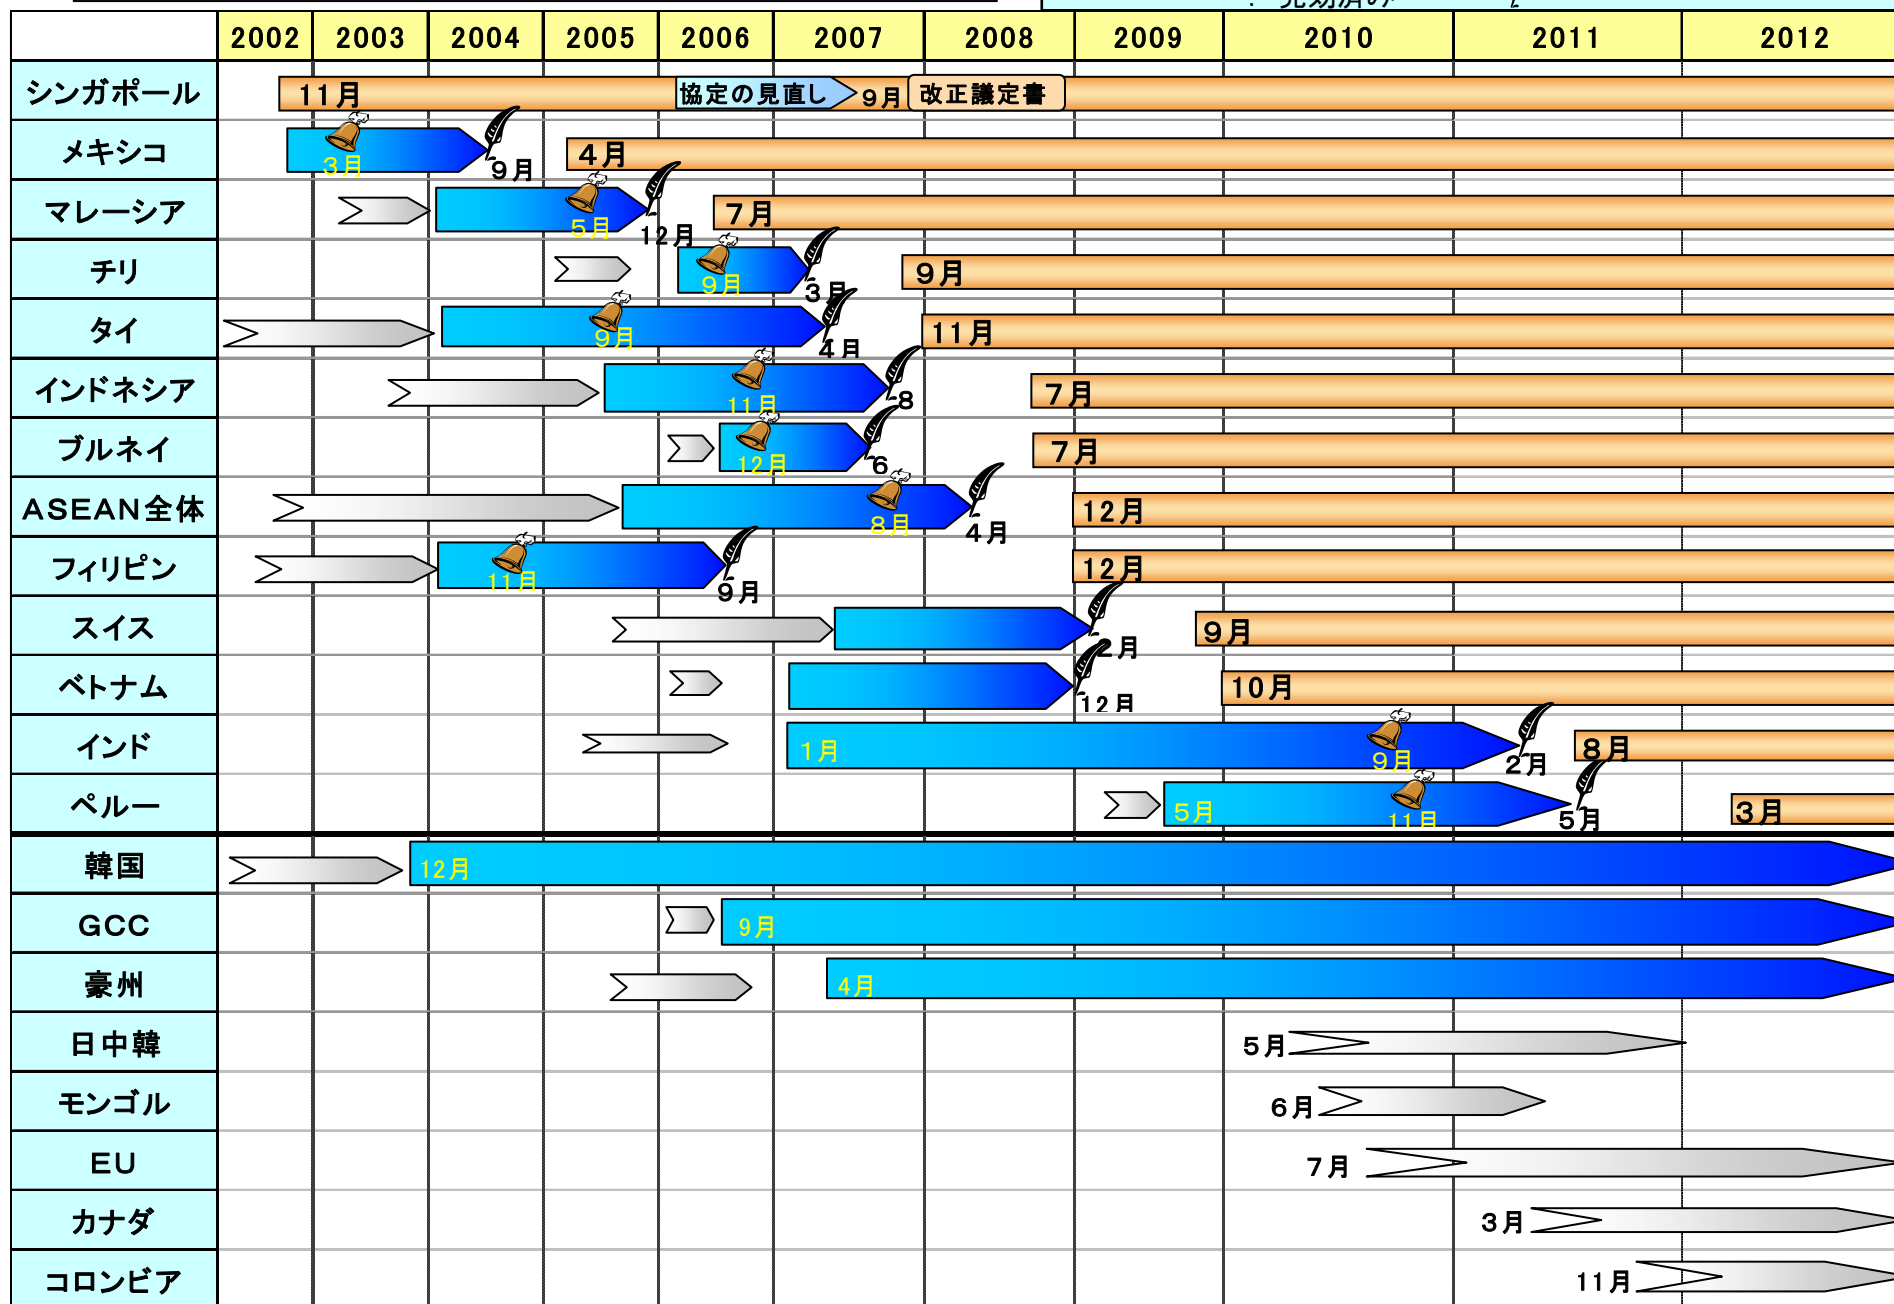 : 発効済み
2002 2003 2004 2005 2006 2007 2008 2009 2010 2011 2012
シンガポール 11月 協定の見直し 9月 改正議定書
メキシコ 3月 9月 4月
マレーシア 5月 12月 7月
チリ 9月 3月 9月
タイ 9月 4月 11月
インドネシア 11月 8 7月
ブルネイ 12月 6 7月
ASEAN全体 8月 4月 12月
フィリピン 11月 9月 12月
スイス 2月 9月
ベトナム 12月 10月
インド 1月 9月 2月 8月
ペルー 5月 11月 5月 3月
韓国 12月
GCC 9月
豪州 4月
日中韓 5月
モンゴル 6月
EU 7月
カナダ 3月
コロンビア 11月